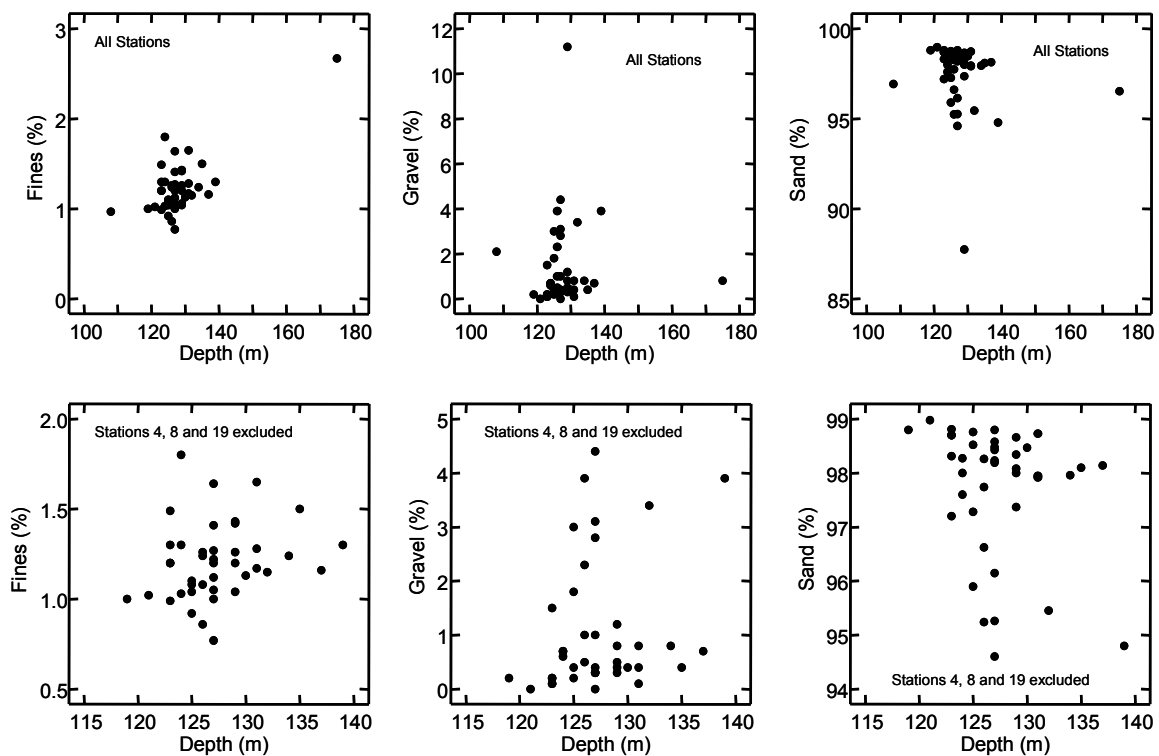 3
2
1
0
Fines (%)
All Stations
100 120 140 160 180
Depth (m)
12
10
8
6
4
2
0
Gravel (%)
All Stations
100 120 140 160 180
Depth (m)
100
95
90
85
Sand (%)
All Stations
100 120 140 160 180
Depth (m)
2.0
1.5
1.0
0.5
Fines (%)
Stations 4, 8 and 19 excluded
115 120 125 130 135 140
Depth (m)
5
4
3
2
1
0
Gravel (%)
Stations 4, 8 and 19 excluded
115 120 125 130 135 140
Depth (m)
99
98
97
96
95
94
Sand (%)
Stations 4, 8 and 19 excluded
115 120 125 130 135 140
Depth (m)